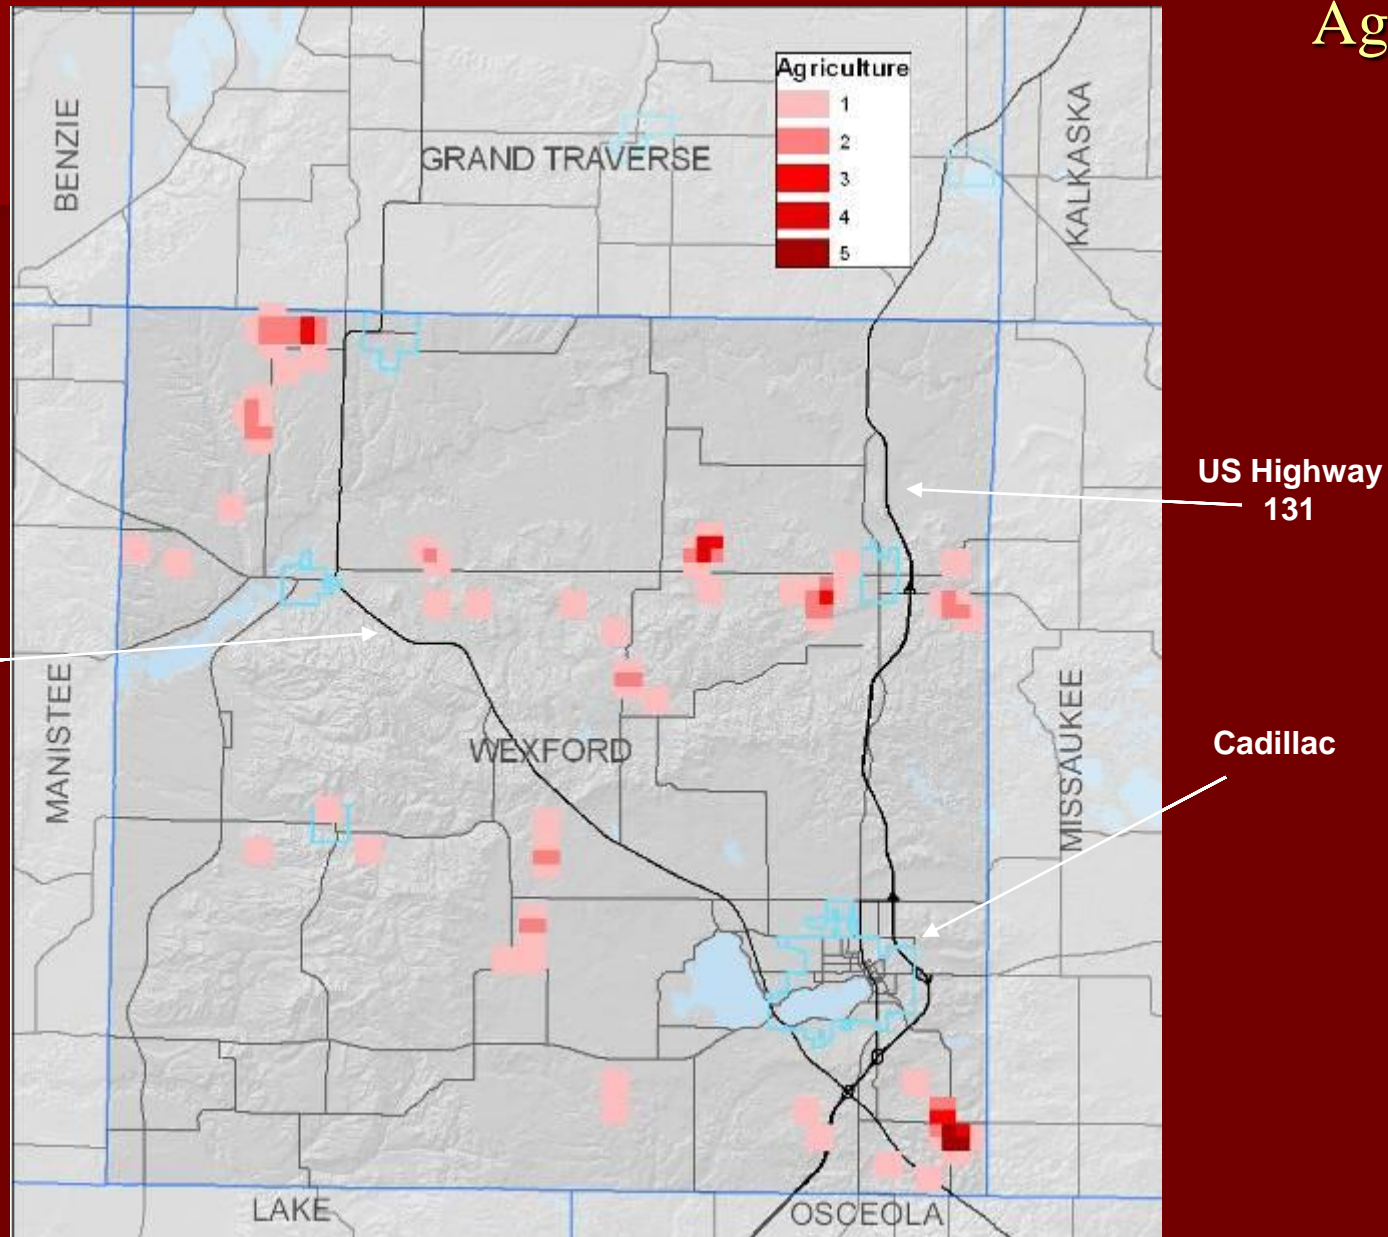 Ag
Agriculture
1
2
3
4
5
BENZIE
GRAND TRAVERSE
KALKASKA
US Highway
131
MANISTEE
WEXFORD
MISSAUKEE
Cadillac
LAKE
OSCEOLA